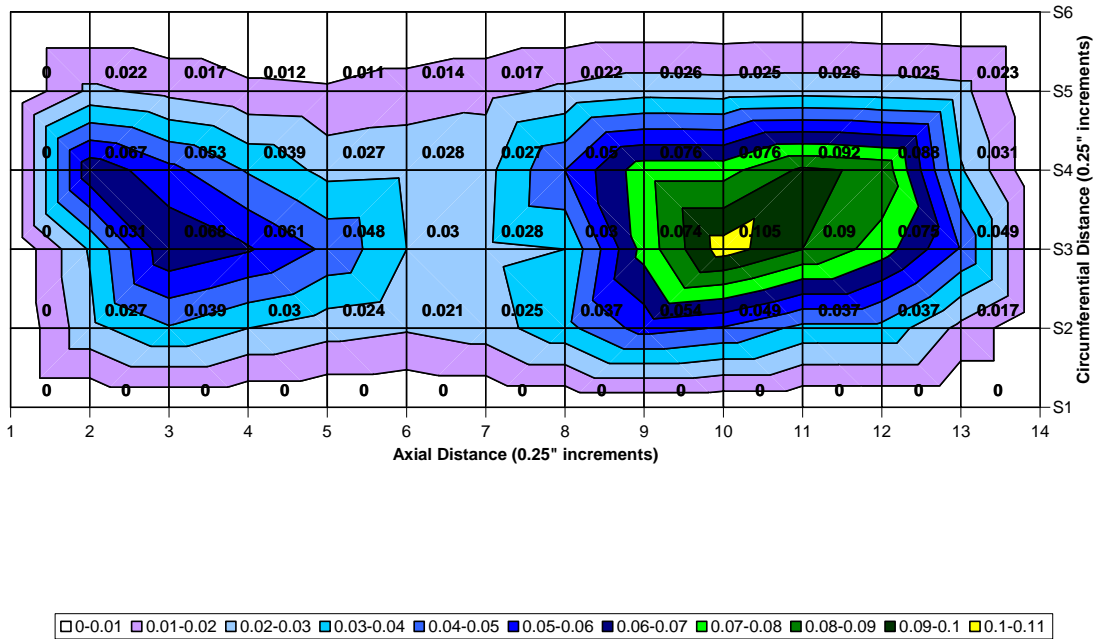 S6
0 0.022 0.017 0.012 0.011 0.014 0.017 0.022 0.026 0.025 0.026 0.025 0.023
S5
0 0.067 0.053 0.039 0.027 0.028 0.027 0.05 0.076 0.076 0.092 0.031
S4
0 0.031 0.068 0.061 0.048 0.03 0.028 0.03 0.074 0.105 0.09 0.075 0.049
S3
0 0.027 0.039 0.03 0.024 0.021 0.025 0.037 0.054 0.049 0.037 0.037 0.017
S2
0 0 0 0 0 0 0 0 0 0 0 0 0
S1
Circumferential Distance (0.25" increments)
1 2 3 4 5 6 7 8 9 10 11 12 13 14
Axial Distance (0.25" increments)
0-0.01 0.01-0.02 0.02-0.03 0.03-0.04 0.04-0.05 0.05-0.06 0.06-0.07 0.07-0.08 0.08-0.09 0.09-0.1 0.1-0.11